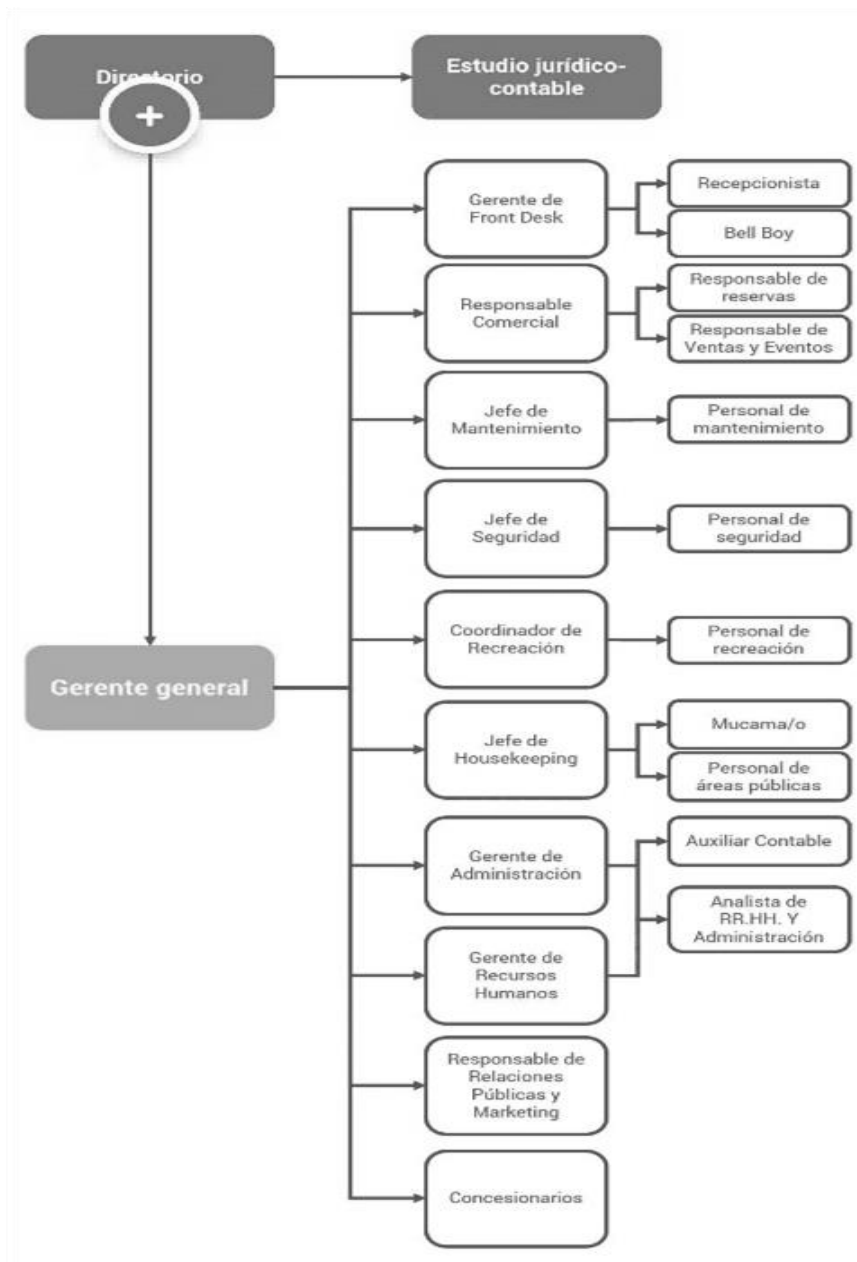 Directorio
Estudio jurídico-
contable
+
Gerente de
Front Desk
Recepcionista
Bell Boy
Responsable
Comercial
Responsable de
reservas
Responsable de
Ventas y Eventos
Jefe de
Mantenimiento
Personal de
mantenimiento
Jefe de
Seguridad
Personal de
seguridad
Coordinador de
Recreación
Personal de
recreación
Gerente general
Jefe de
Housekeeping
Mucama/o
Personal de
áreas públicas
Gerente de
Administración
Auxiliar Contable
Analista de
RR.HH. Y
Administración
Gerente de
Recursos
Humanos
Responsable de
Relaciones
Públicas y
Marketing
Concesionarios